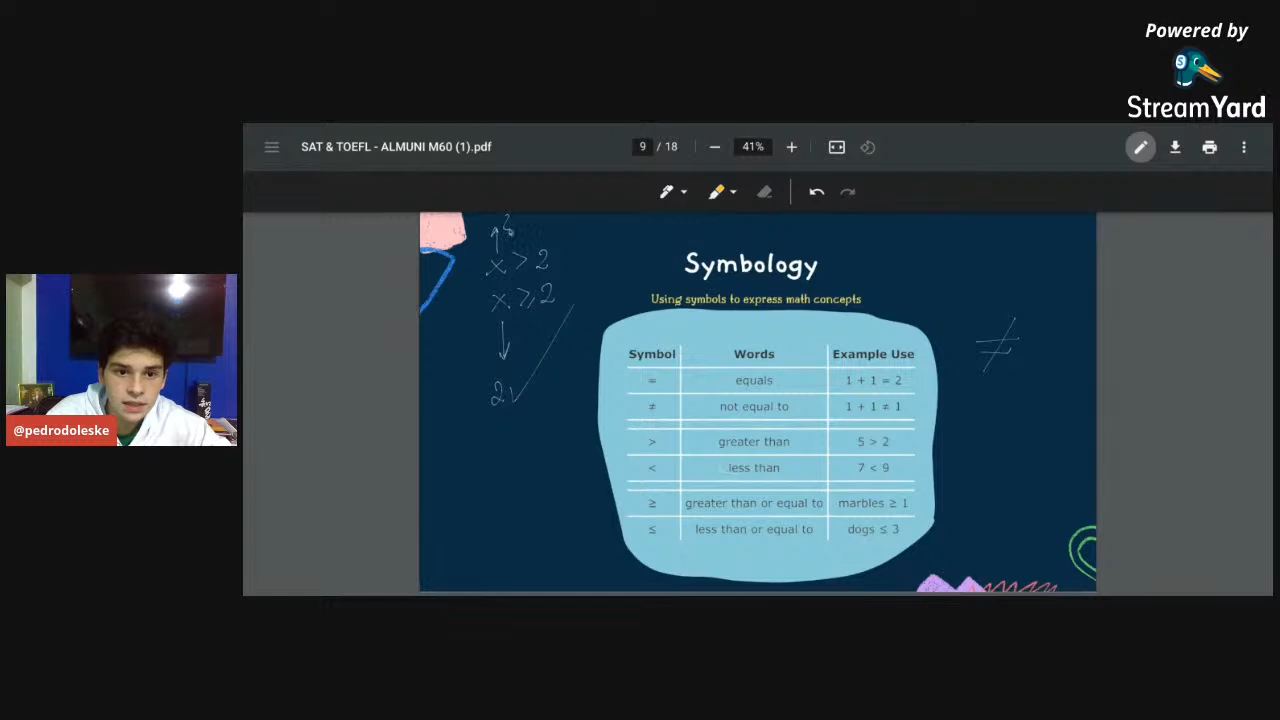 Powered by
StreamYard
SAT & TOEFL - ALMUNI M60 (1).pdf
9 / 18
41%
3
x > 2
x ≥ 2
2 ✓
Symbology
Using symbols to express math concepts
≠
Symbol Words Example Use
= equals 1 + 1 = 2
≠ not equal to 1 + 1 ≠ 1
> greater than 5 > 2
< less than 7 < 9
≥ greater than or equal to marbles ≥ 1
≤ less than or equal to dogs ≤ 3
@pedrodoleske